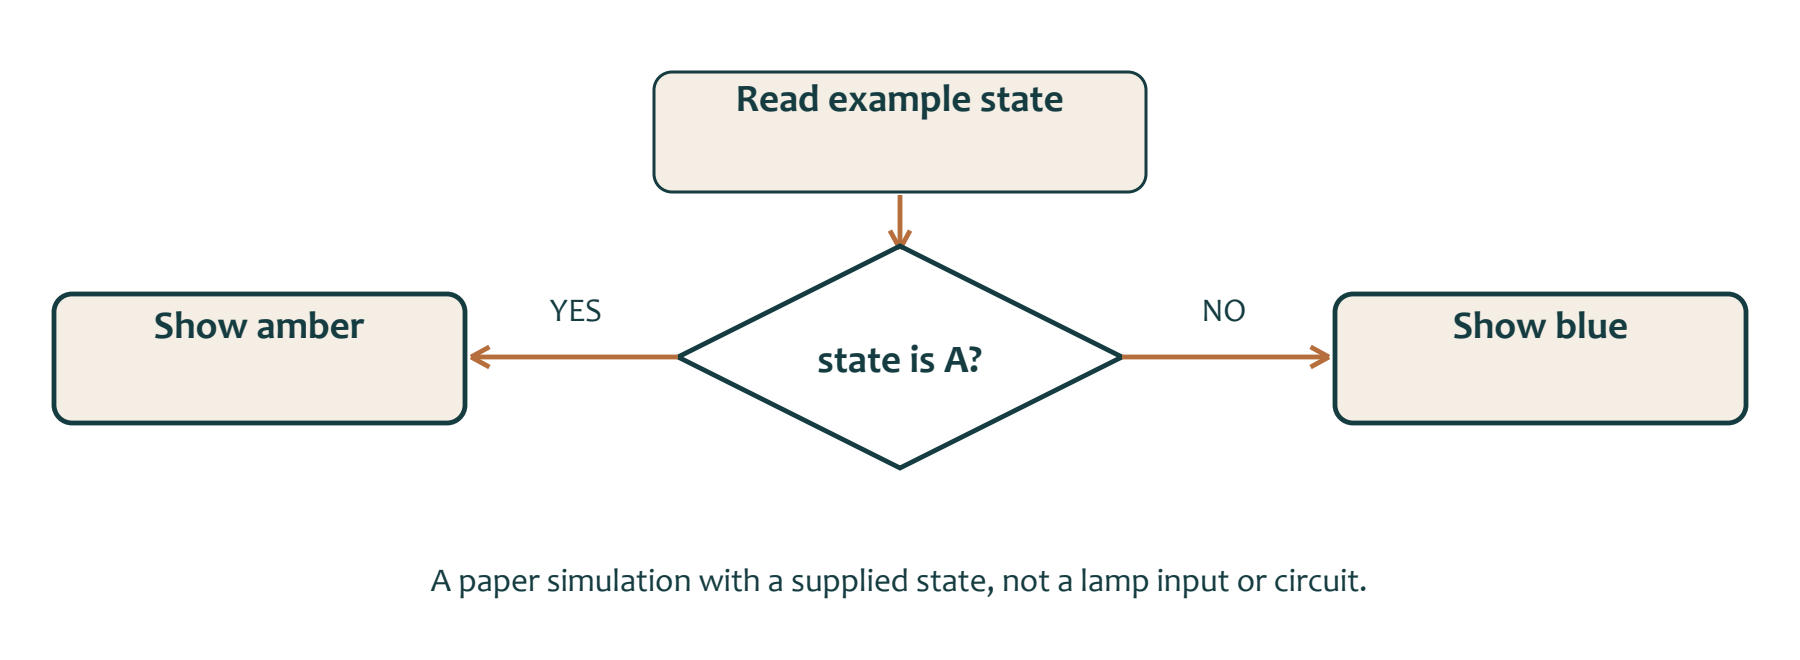 Read example state
YES
NO
Show amber
state is A?
Show blue
A paper simulation with a supplied state, not a lamp input or circuit.